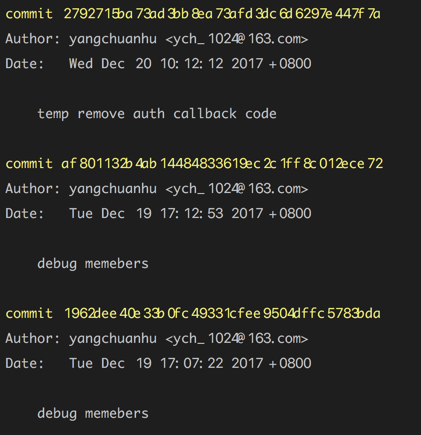 commit 2792715ba73ad3bb8ea73afd3dc6d6297e447f7a
Author: yangchuanhu <ych_1024@163.com>
Date: Wed Dec 20 10:12:12 2017 +0800
temp remove auth callback code
commit af801132b4ab14484833619ec2c1ff8c012ece72
Author: yangchuanhu <ych_1024@163.com>
Date: Tue Dec 19 17:12:53 2017 +0800
debug memebers
commit 1962dee40e33b0fc49331cfee9504dffc5783bda
Author: yangchuanhu <ych_1024@163.com>
Date: Tue Dec 19 17:07:22 2017 +0800
debug memebers